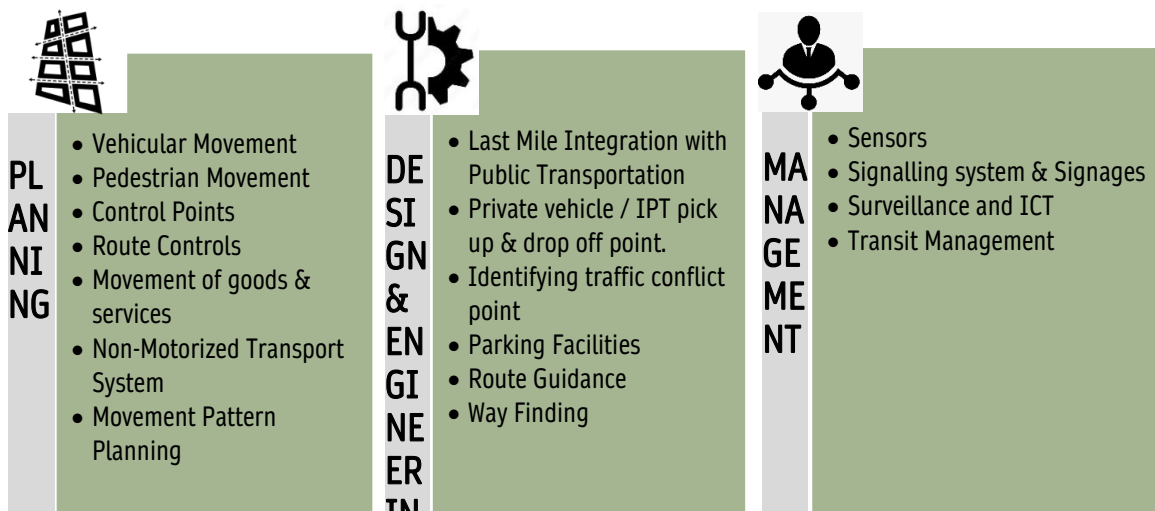 PL
AN
NI
NG
• Vehicular Movement
• Pedestrian Movement
• Control Points
• Route Controls
• Movement of goods &
services
• Non-Motorized Transport
System
• Movement Pattern
Planning
DE
SI
GN
&
EN
GI
NE
ER
IN
• Last Mile Integration with
Public Transportation
• Private vehicle / IPT pick
up & drop off point.
• Identifying traffic conflict
point
• Parking Facilities
• Route Guidance
• Way Finding
MA
NA
GE
ME
NT
• Sensors
• Signalling system & Signages
• Surveillance and ICT
• Transit Management